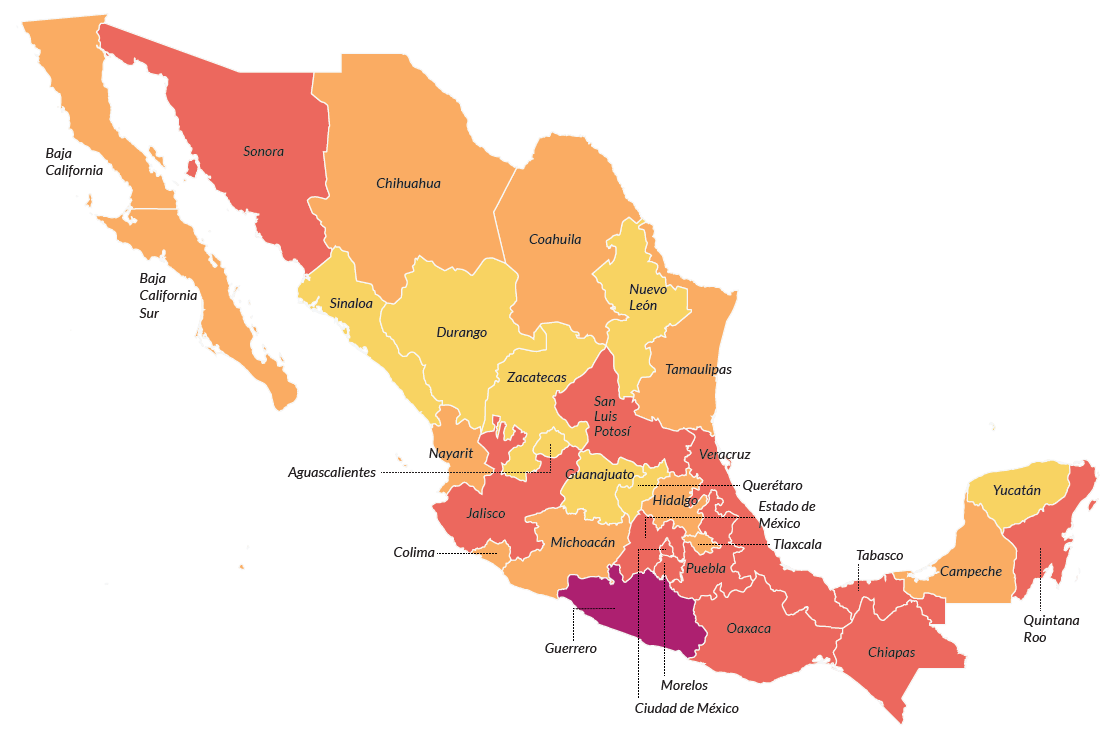 Sonora
Baja
California
Chihuahua
Coahuila
Baja
California
Sur
Nuevo
León
Sinaloa
Durango
Tamaulipas
Zacatecas
San
Luis
Potosí
Nayarit
Veracruz
Aguascalientes
Guanajuato
Querétaro
Yucatán
Hidalgo
Estado de
México
Jalisco
Michoacán
Tlaxcala
Colima
Tabasco
Puebla
Campeche
Quintana
Roo
Oaxaca
Guerrero
Chiapas
Morelos
Ciudad de México